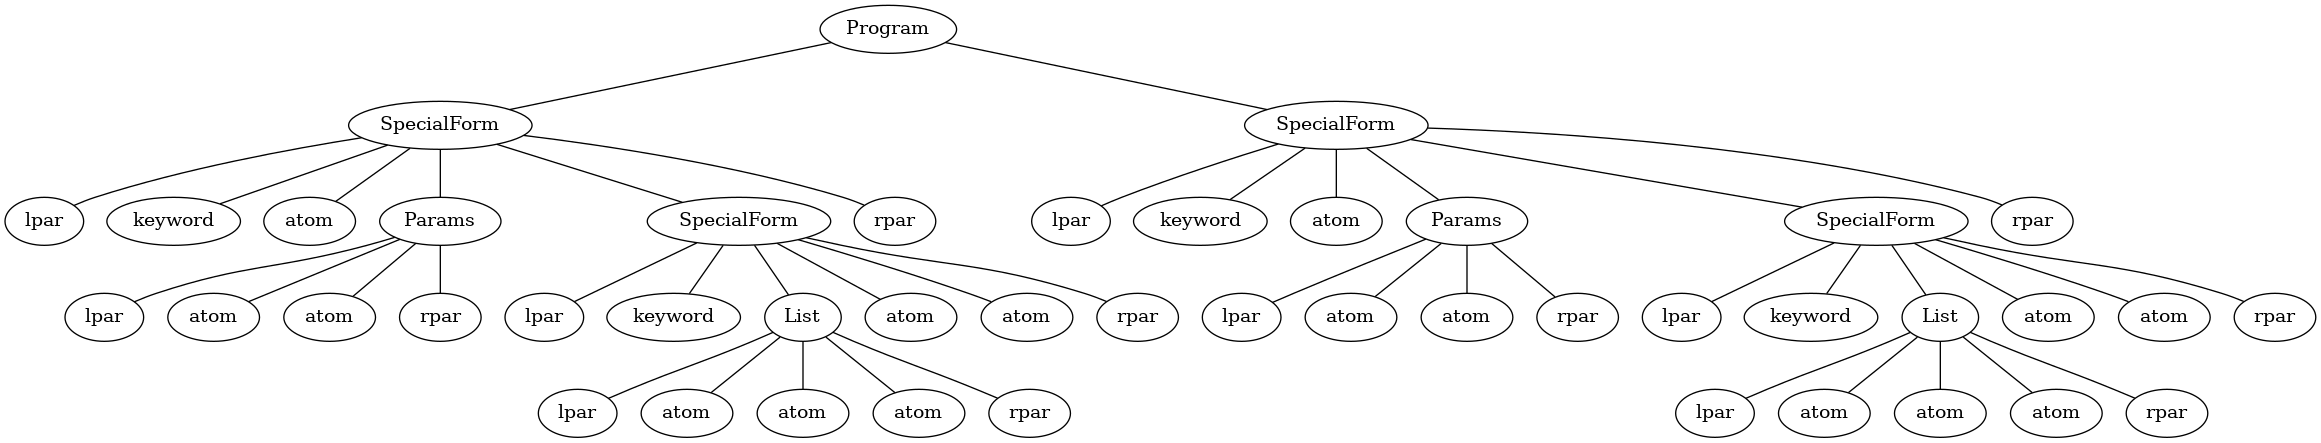 Program
SpecialForm SpecialForm
lpar keyword atom Params SpecialForm rpar lpar keyword atom Params SpecialForm rpar
lpar atom atom rpar lpar keyword List atom atom rpar lpar atom atom rpar lpar keyword List atom atom rpar
lpar atom atom atom rpar lpar atom atom atom rpar